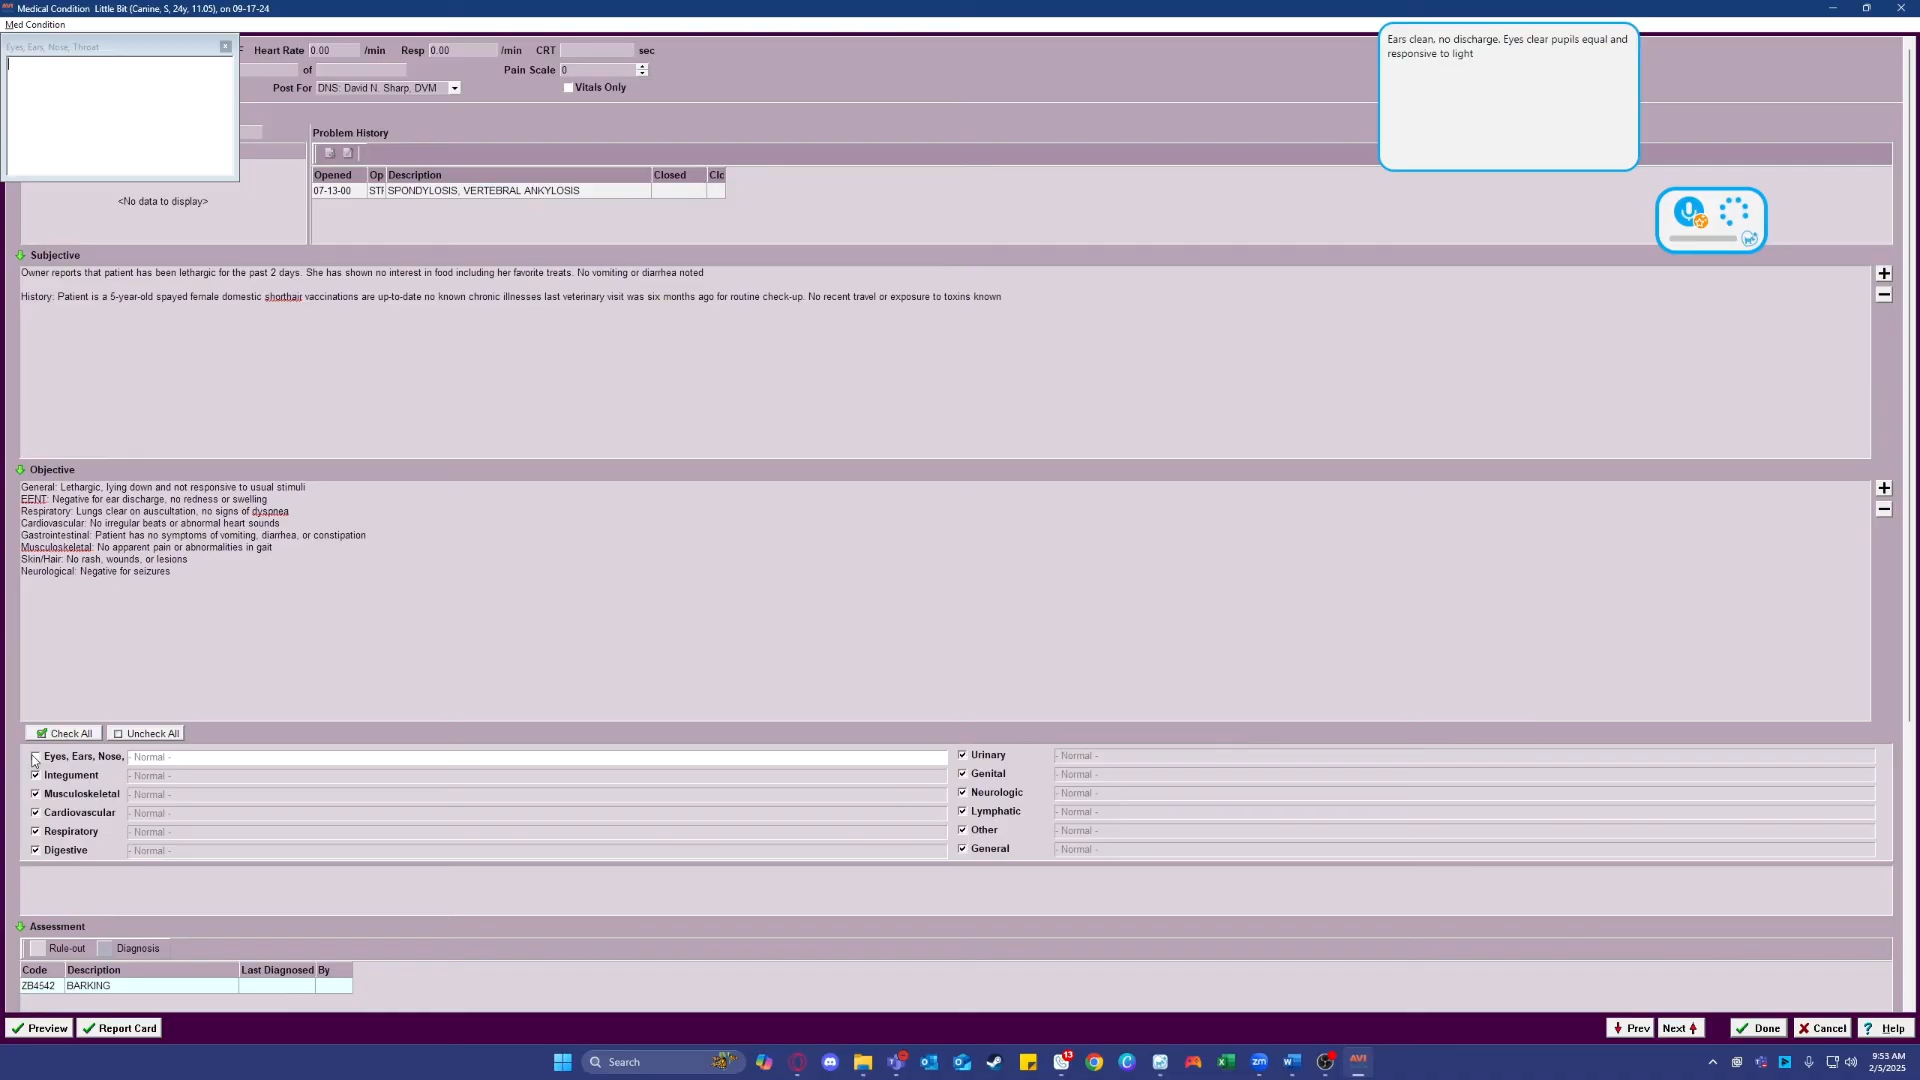 AVI Medical Condition Little Bit (Canine, S, 24y, 11.05), on 09-17-24
Med Condition
Eyes, Ears, Nose, Throat
Heart Rate 0.00 /min Resp 0.00 /min CRT sec
of Pain Scale 0
Post For DNS: David N. Sharp, DVM Vitals Only
Ears clean, no discharge. Eyes clear pupils equal and
responsive to light
Problem History
Opened Op Description Closed Clc
07-13-00 STF SPONDYLOSIS, VERTEBRAL ANKYLOSIS
<No data to display>
Subjective
Owner reports that patient has been lethargic for the past 2 days. She has shown no interest in food including her favorite treats. No vomiting or diarrhea noted
History: Patient is a 5-year-old spayed female domestic shorthair vaccinations are up-to-date no known chronic illnesses last veterinary visit was six months ago for routine check-up. No recent travel or exposure to toxins known
Objective
General: Lethargic, lying down and not responsive to usual stimuli
EENT: Negative for ear discharge, no redness or swelling
Respiratory: Lungs clear on auscultation, no signs of dyspnea
Cardiovascular: No irregular beats or abnormal heart sounds
Gastrointestinal: Patient has no symptoms of vomiting, diarrhea, or constipation
Musculoskeletal: No apparent pain or abnormalities in gait
Skin/Hair: No rash, wounds, or lesions
Neurological: Negative for seizures
Check All Uncheck All
Eyes, Ears, Nose, - Normal - Urinary - Normal -
Integument - Normal - Genital - Normal -
Musculoskeletal - Normal - Neurologic - Normal -
Cardiovascular - Normal - Lymphatic - Normal -
Respiratory - Normal - Other - Normal -
Digestive - Normal - General - Normal -
Assessment
Rule-out Diagnosis
Code Description Last Diagnosed By
ZB4542 BARKING
Preview Report Card Prev Next Done Cancel ? Help
Search 13 zm AVI 9:53 AM
2/5/2025